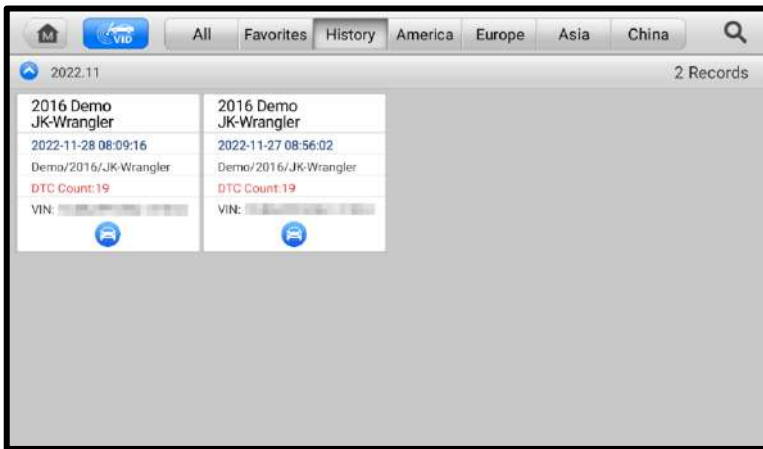 M
VID
All Favorites History America Europe Asia China
2022.11 2 Records
2016 Demo
JK-Wrangler
2022-11-28 08:09:16
Demo/2016/JK-Wrangler
DTC Count:19
VIN:
2016 Demo
JK-Wrangler
2022-11-27 08:56:02
Demo/2016/JK-Wrangler
DTC Count:19
VIN: